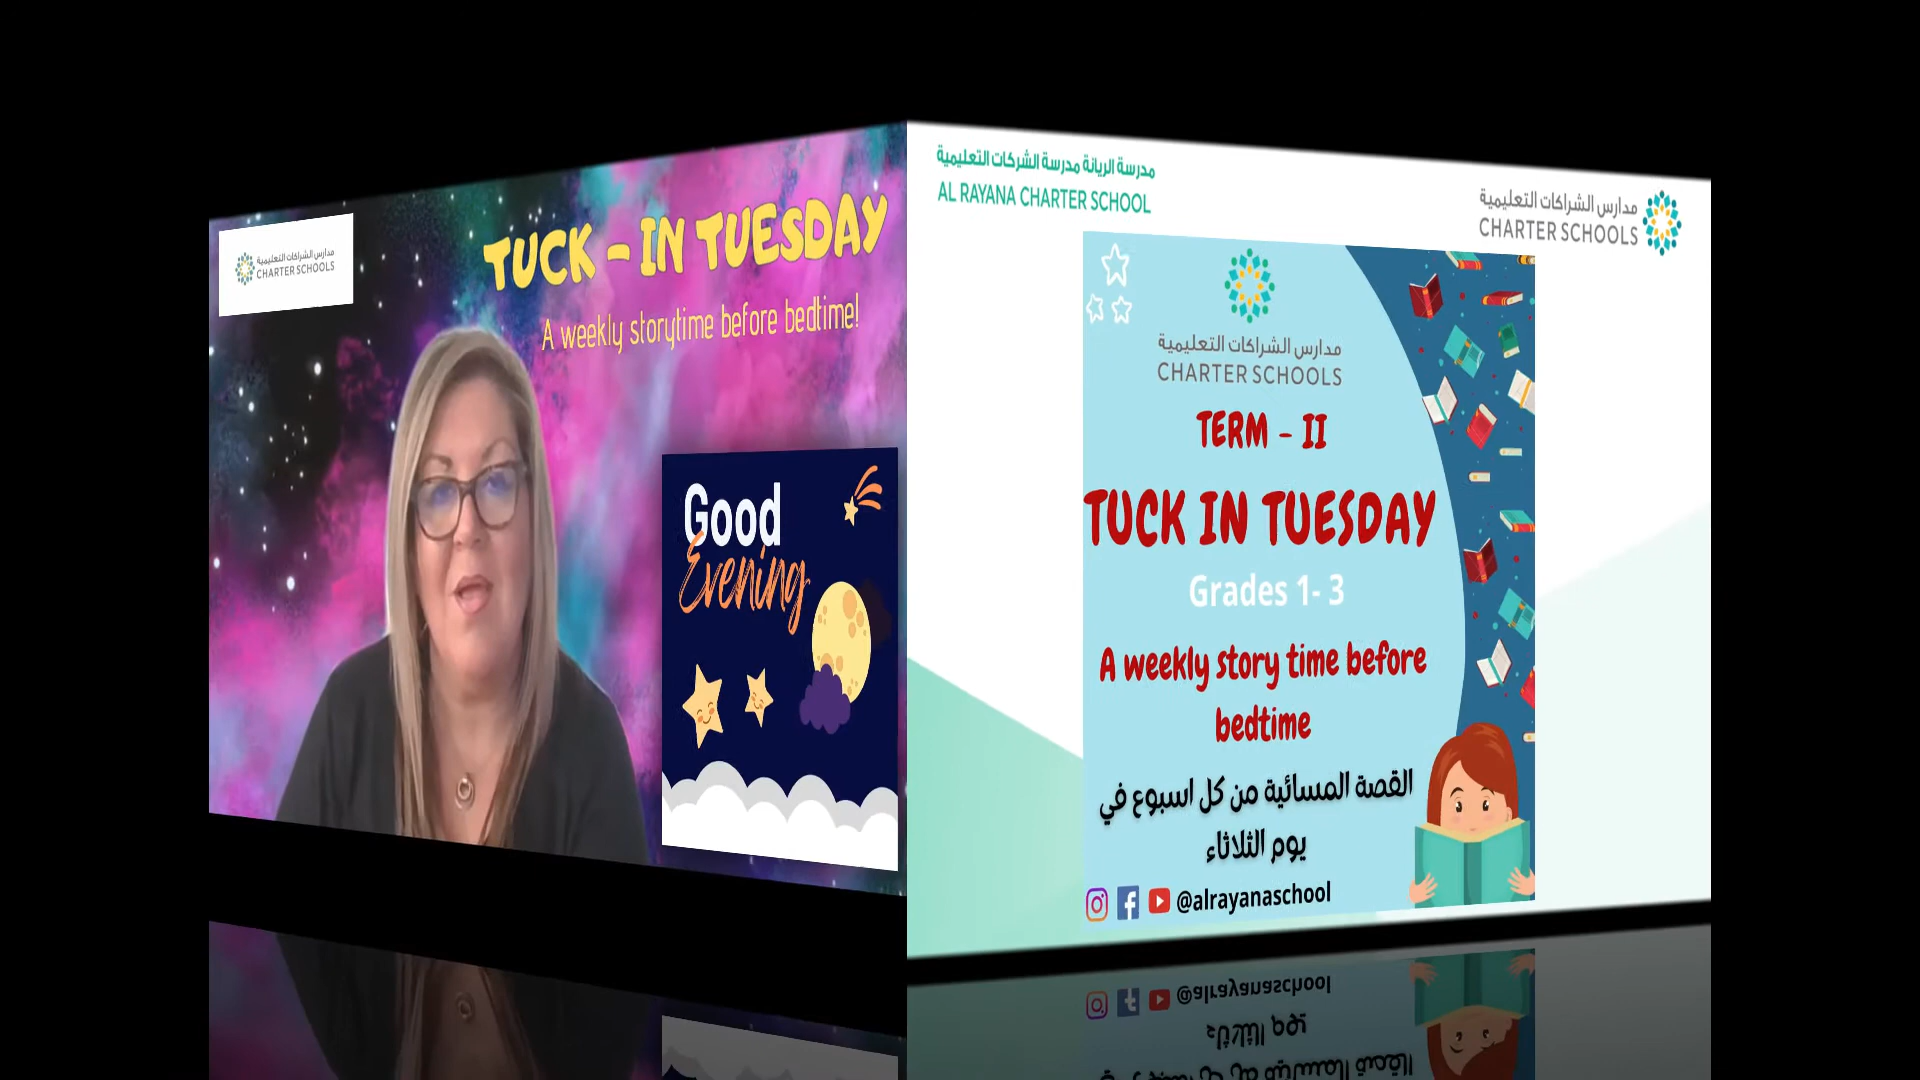 مدارس الشراكات التعليمية
CHARTER SCHOOLS
TUCK - IN TUESDAY
A weekly storytime before bedtime!
Good
Evening
مدرسة الريانة مدرسة الشركات التعليمية
AL RAYANA CHARTER SCHOOL
مدارس الشراكات التعليمية
CHARTER SCHOOLS
مدارس الشراكات التعليمية
CHARTER SCHOOLS
TERM - II
TUCK IN TUESDAY
Grades 1- 3
A weekly story time before
bedtime
القصة المسائية من كل اسبوع في
يوم الثلاثاء
@alrayanaschool